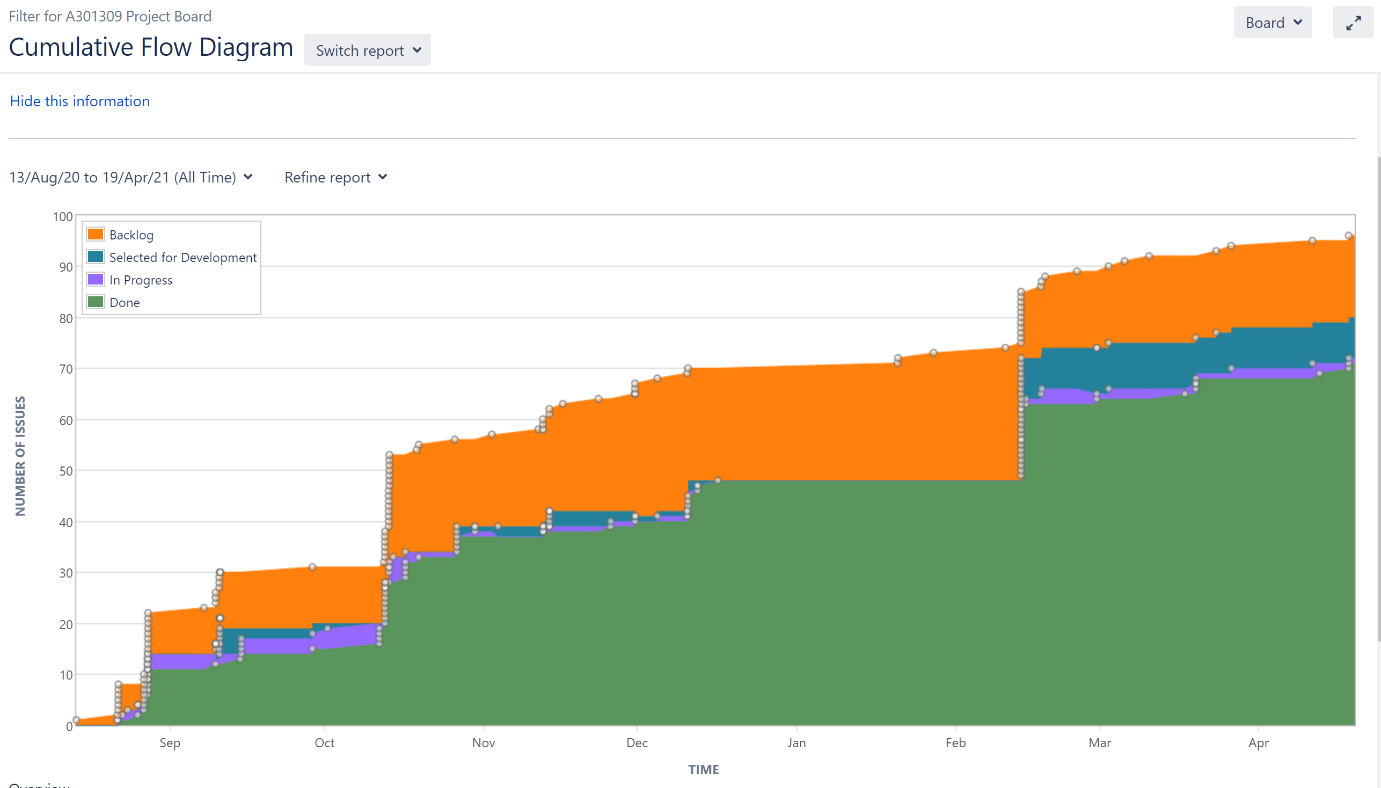 Filter for A301309 Project Board
Cumulative Flow Diagram
Switch report
Board
Hide this information
13/Aug/20 to 19/Apr/21 (All Time)
Refine report
Backlog
Selected for Development
In Progress
Done
100
90
80
70
60
50
40
30
20
10
0
NUMBER OF ISSUES
Sep
Oct
Nov
Dec
Jan
Feb
Mar
Apr
TIME
Overview